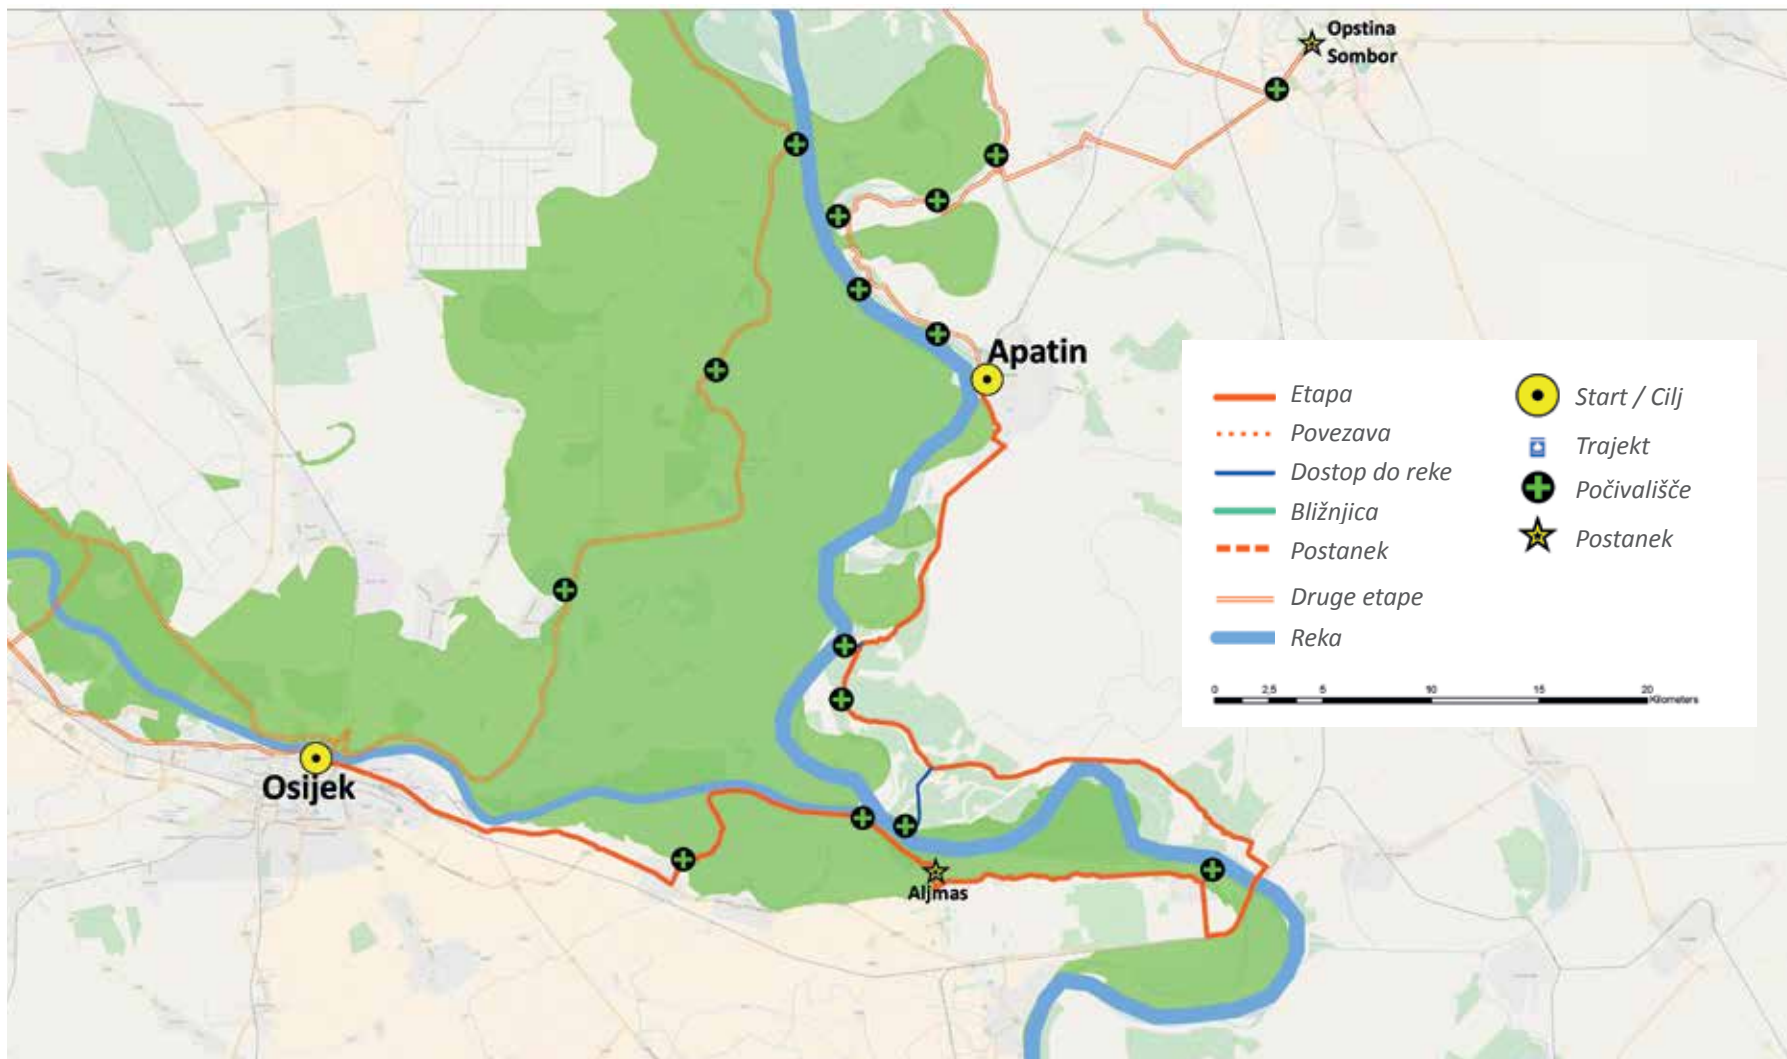 Opstina
Sombor
Apatin
Etapa
Povezava
Dostop do reke
Bližnjica
Postanek
Druge etape
Reka
Start / Cilj
Trajekt
Počivališče
Postanek
0 2,5 5 10 15 20
Kilometers
Osijek
Aljmas